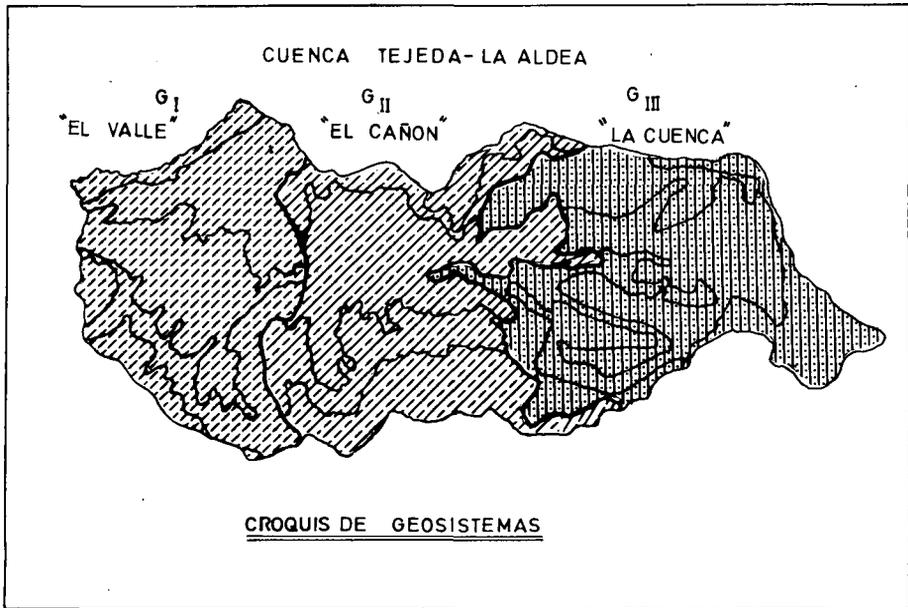 CUENCA TEJEDA-LA ALDEA
G I
"EL VALLE"
G II
"EL CAÑON"
G III
"LA CUENCA"
CROQUIS DE GEOSISTEMAS